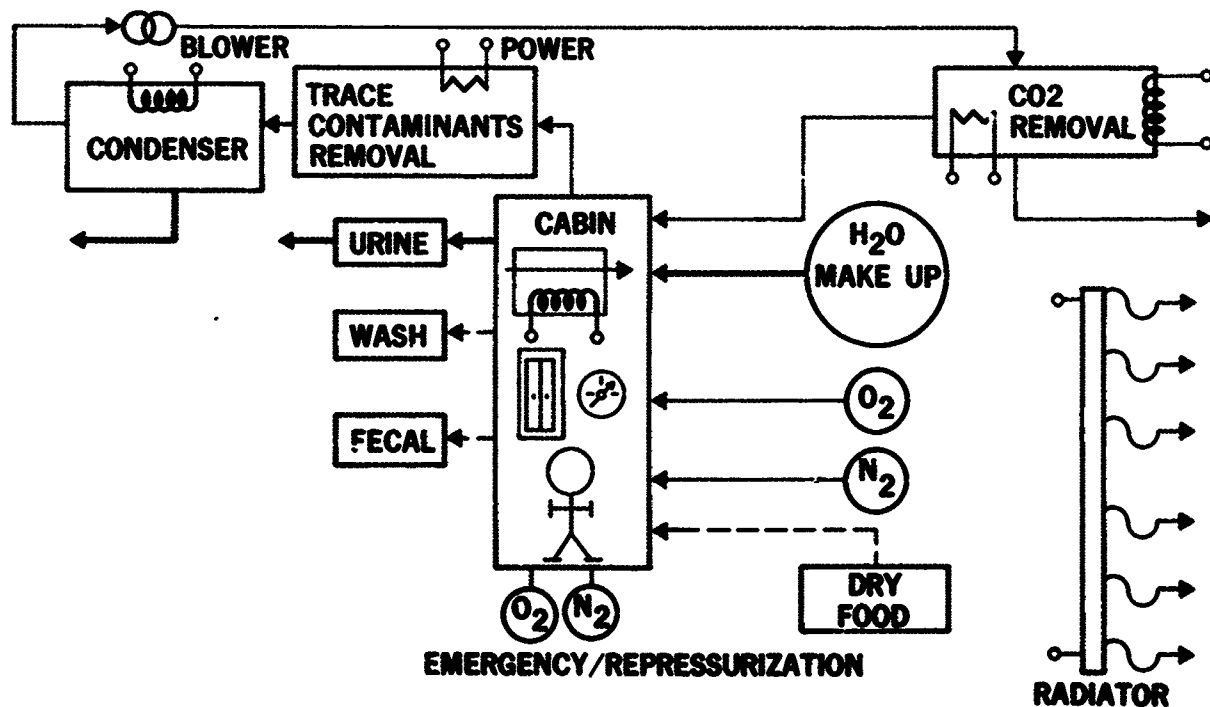 BLOWER
POWER
TRACE
CONTAMINANTS
REMOVAL
CONDENSER
CO2
REMOVAL
CABIN
URINE
H2O
MAKE UP
WASH
O2
FECAL
N2
DRY
FOOD
O2
N2
EMERGENCY/REPRESSURIZATION
RADIATOR